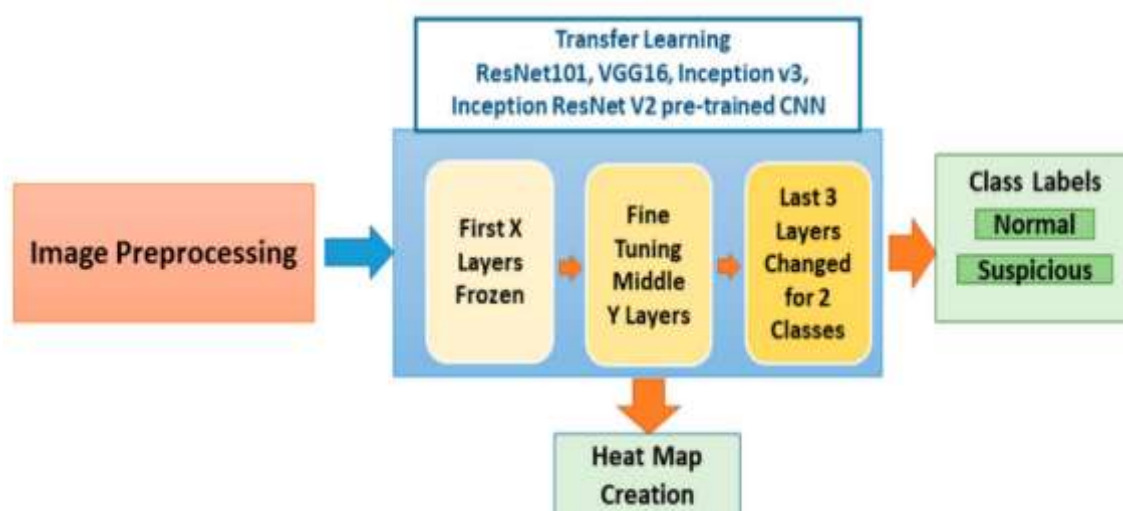 Transfer Learning
ResNet101, VGG16, Inception v3,
Inception ResNet V2 pre-trained CNN
Image Preprocessing
First X
Layers
Frozen
Fine
Tuning
Middle
Y Layers
Last 3
Layers
Changed
for 2
Classes
Class Labels
Normal
Suspicious
Heat Map
Creation